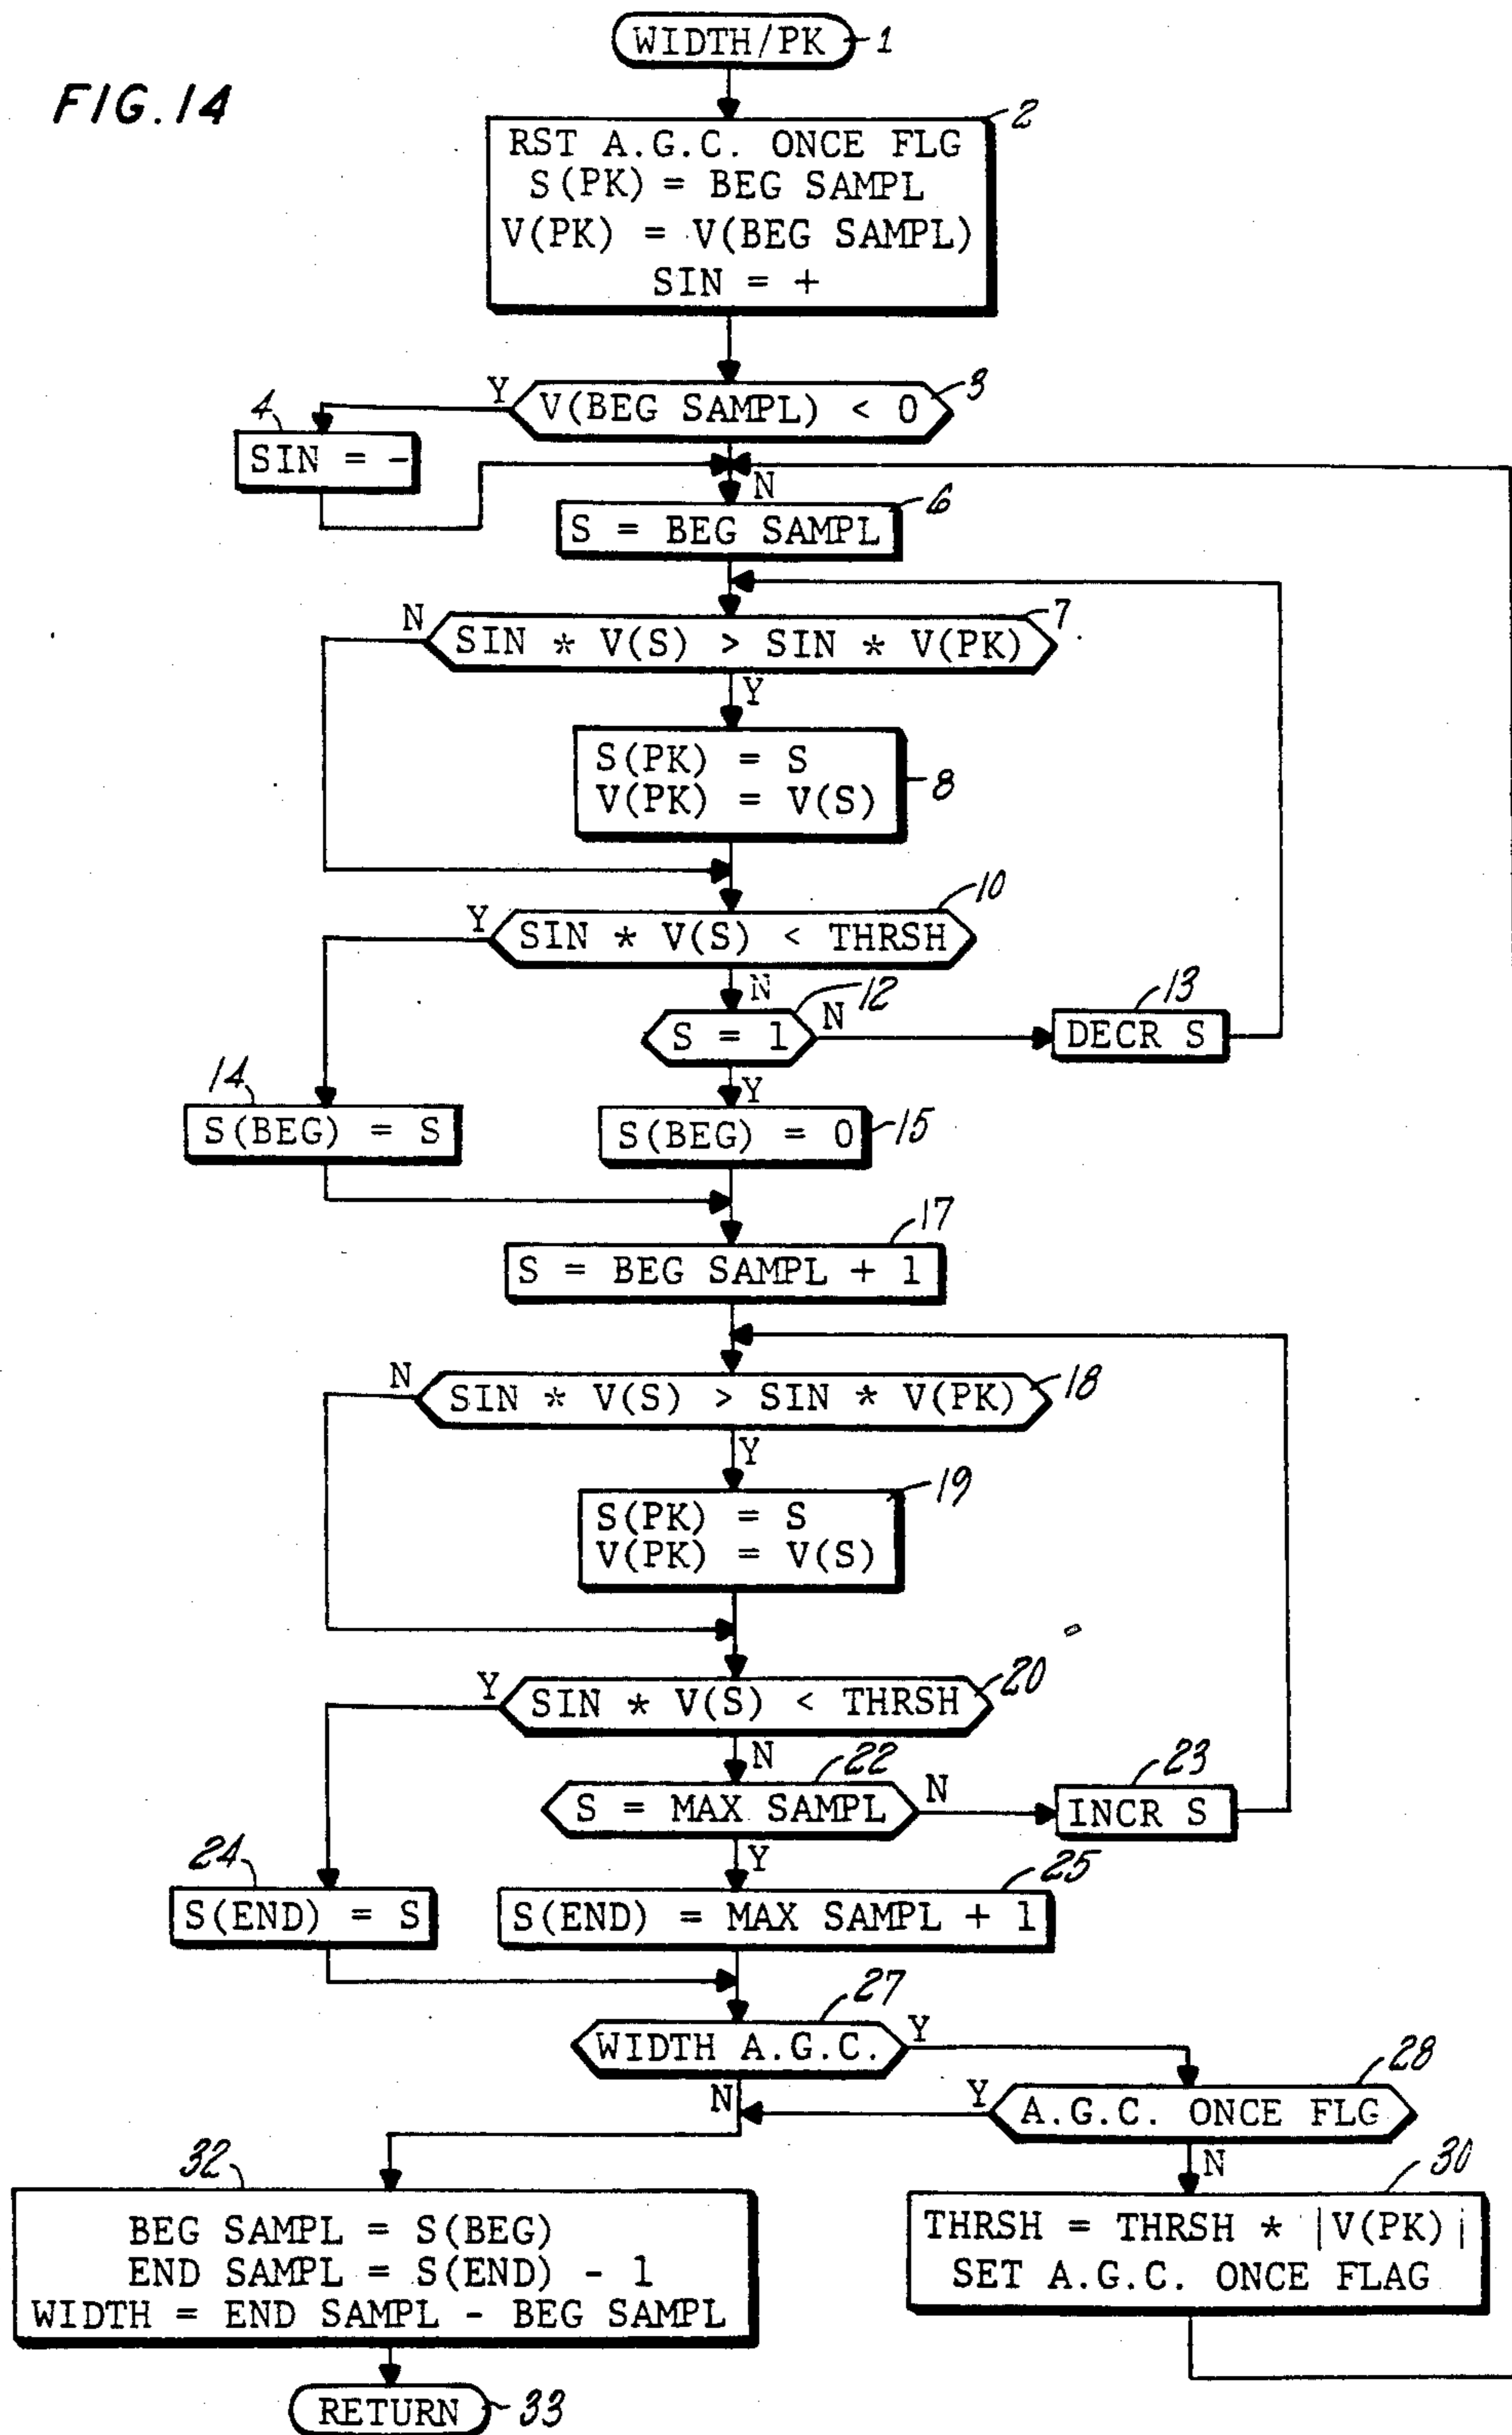 WIDTH/PK 1
FIG.14
2
RST A.G.C. ONCE FLG
S(PK) = BEG SAMPL
V(PK) = V(BEG SAMPL)
SIN = +
3
Y
V(BEG SAMPL) < 0
4
SIN = -
N
6
S = BEG SAMPL
7
N
SIN * V(S) > SIN * V(PK)
Y
S(PK) = S
V(PK) = V(S)
8
10
Y
SIN * V(S) < THRSH
N
12
S = 1
N
13
DECR S
Y
14
S(BEG) = S
S(BEG) = 0
15
17
S = BEG SAMPL + 1
N
SIN * V(S) > SIN * V(PK)
18
Y
19
S(PK) = S
V(PK) = V(S)
Y
SIN * V(S) < THRSH
20
N
22
S = MAX SAMPL
N
23
INCR S
Y
24
S(END) = S
25
S(END) = MAX SAMPL + 1
27
WIDTH A.G.C.
Y
N
28
Y
A.G.C. ONCE FLG
N
32
BEG SAMPL = S(BEG)
END SAMPL = S(END) - 1
WIDTH = END SAMPL - BEG SAMPL
30
THRSH = THRSH * |V(PK)|
SET A.G.C. ONCE FLAG
RETURN
33